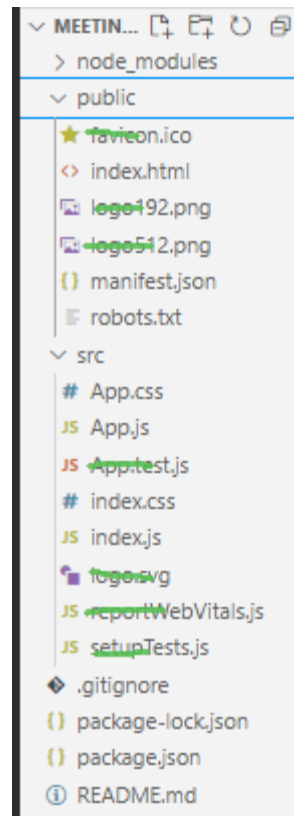 MEETIN...
node_modules
public
favicon.ico
index.html
logo192.png
logo512.png
manifest.json
robots.txt
src
App.css
App.js
App.test.js
index.css
index.js
logo.svg
reportWebVitals.js
setupTests.js
.gitignore
package-lock.json
package.json
README.md